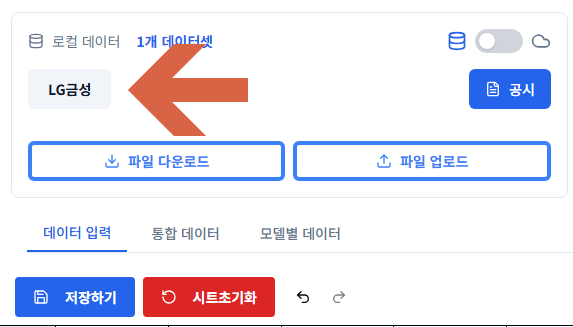 로컬 데이터 1개 데이터셋
LG금성
공시
파일 다운로드 파일 업로드
데이터 입력 통합 데이터 모델별 데이터
저장하기 시트초기화